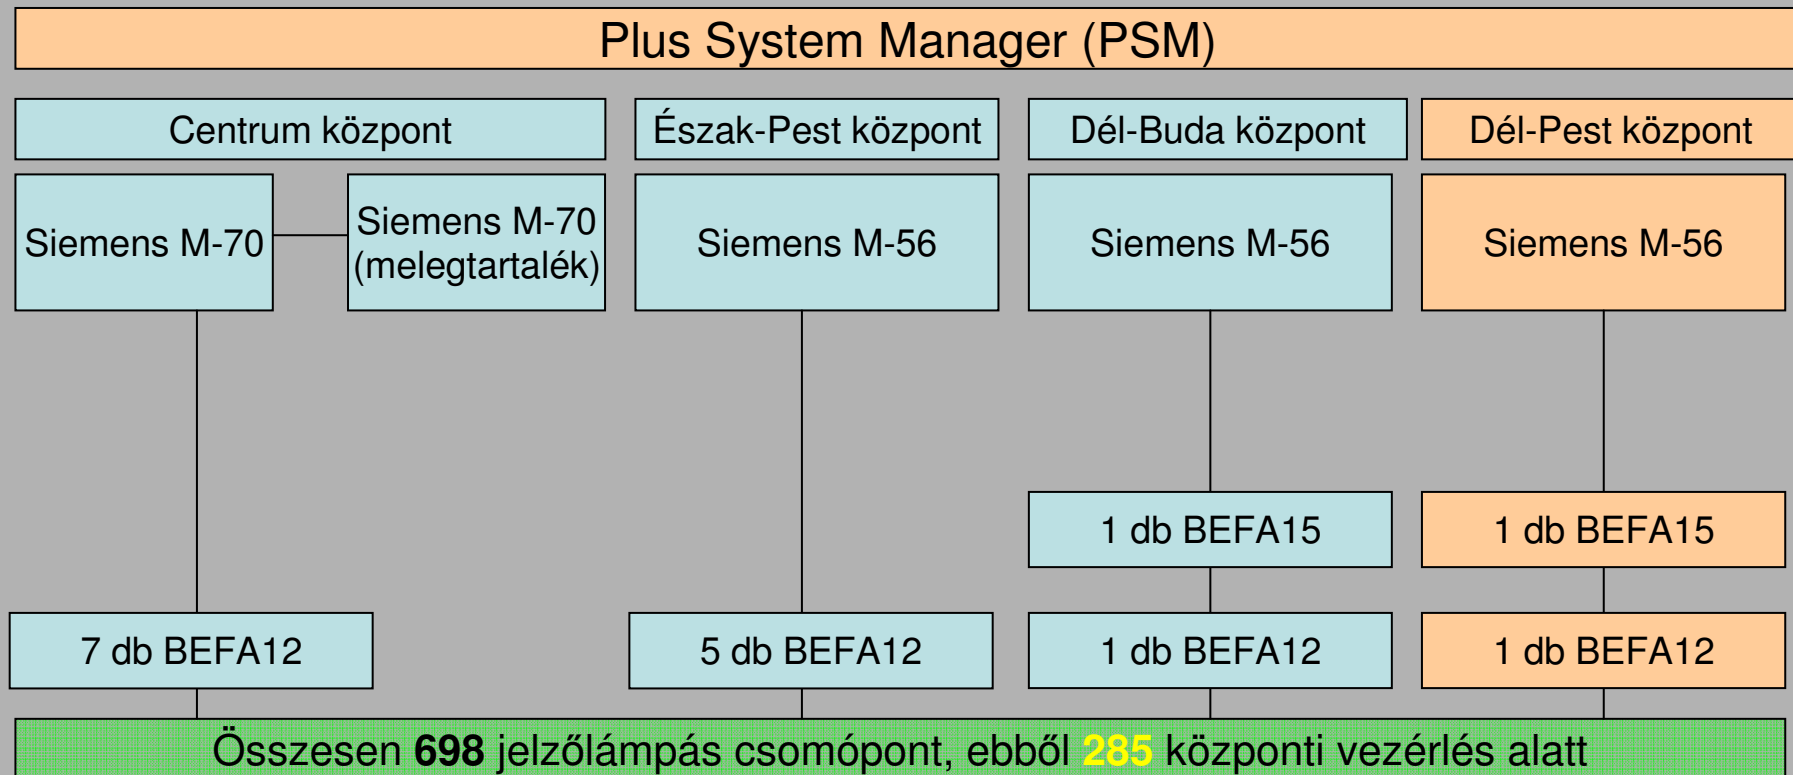 Plus System Manager (PSM)
Centrum központ
Észak-Pest központ
Dél-Buda központ
Dél-Pest központ
Siemens M-70
Siemens M-70
(melegtartalék)
Siemens M-56
Siemens M-56
Siemens M-56
1 db BEFA15
1 db BEFA15
7 db BEFA12
5 db BEFA12
1 db BEFA12
1 db BEFA12
Összesen 698 jelzőlámpás csomópont, ebből 285 központi vezérlés alatt